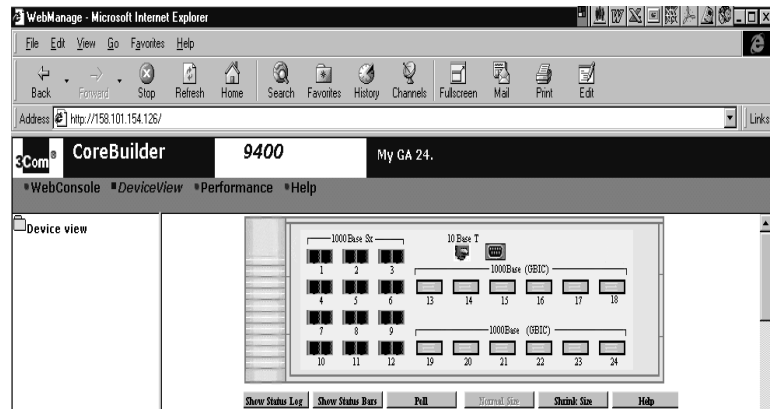 WebManage - Microsoft Internet Explorer
File Edit View Go Favorites Help
Back Forward Stop Refresh Home Search Favorites History Channels Fullscreen Mail Print Edit
Address http://158.101.154.126/ Links
3Com® CoreBuilder 9400 My GA 24.
WebConsole DeviceView Performance Help
Device view
1000Base Sx 10 Base T
1 2 3 1000Base (GBIC)
4 5 6 13 14 15 16 17 18
7 8 9 1000Base (GBIC)
10 11 12 19 20 21 22 23 24
Show Status Log Show Status Bars Poll Normal Size Shrink Size Help